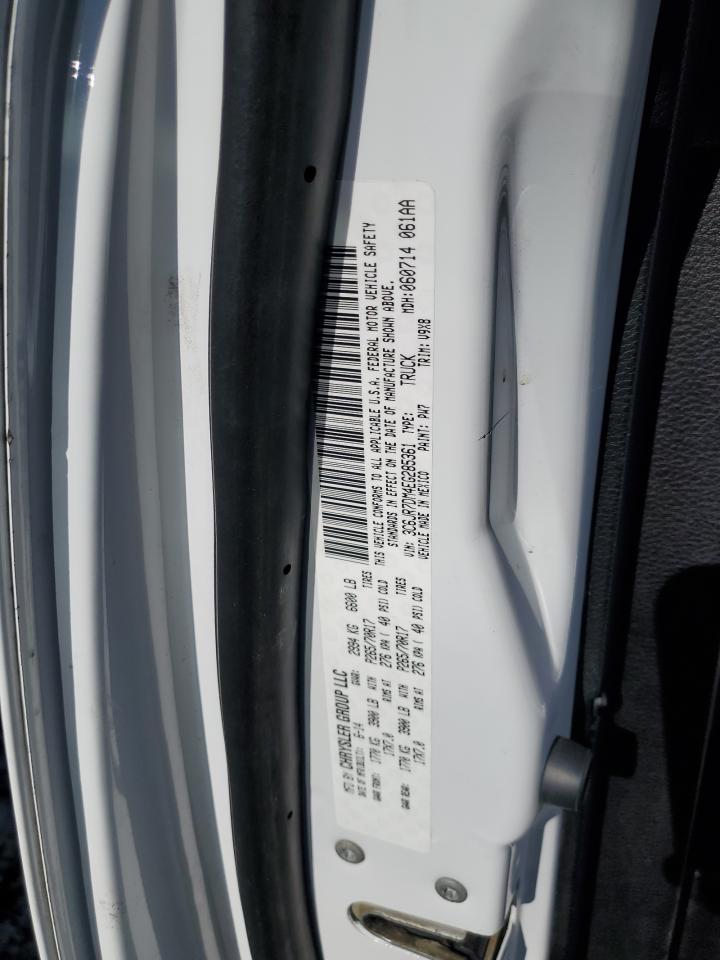 MFD BY CHRYSLER GROUP LLC
DATE OF MFR/BUILT: 6-14 GVWR: 2994 KG 6600 LB
GAWR FRONT: 1770 KG 3900 LB WITH P265/70R17 TIRES
17X7.0 RIMS AT 276 KPA ( 40 PSI) COLD
GAWR REAR: 1770 KG 3900 LB WITH P265/70R17 TIRES
17X7.0 RIMS AT 276 KPA ( 40 PSI) COLD
THIS VEHICLE CONFORMS TO ALL APPLICABLE U.S.A. FEDERAL MOTOR VEHICLE SAFETY
STANDARDS IN EFFECT ON THE DATE OF MANUFACTURE SHOWN ABOVE.
VIN: 3C6JR7DM4EG285361 TYPE: TRUCK MDH:060714 061AA
VEHICLE MADE IN MEXICO PAINT: PW7 TRIM: V9X8